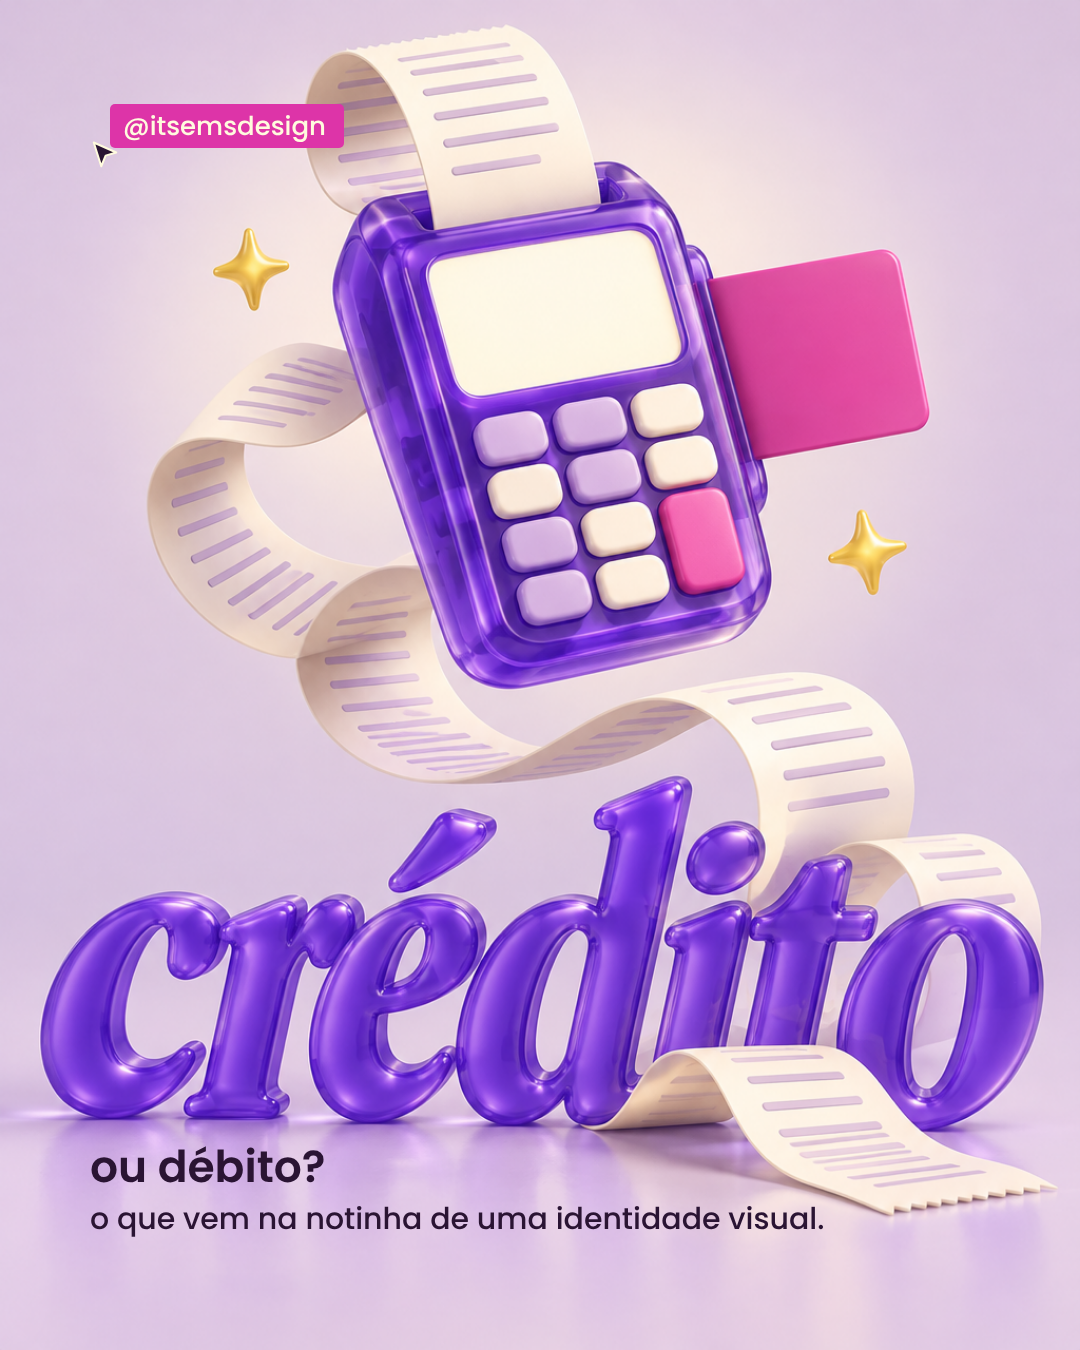 @itsemsdesign
crédito
ou débito?
o que vem na notinha de uma identidade visual.